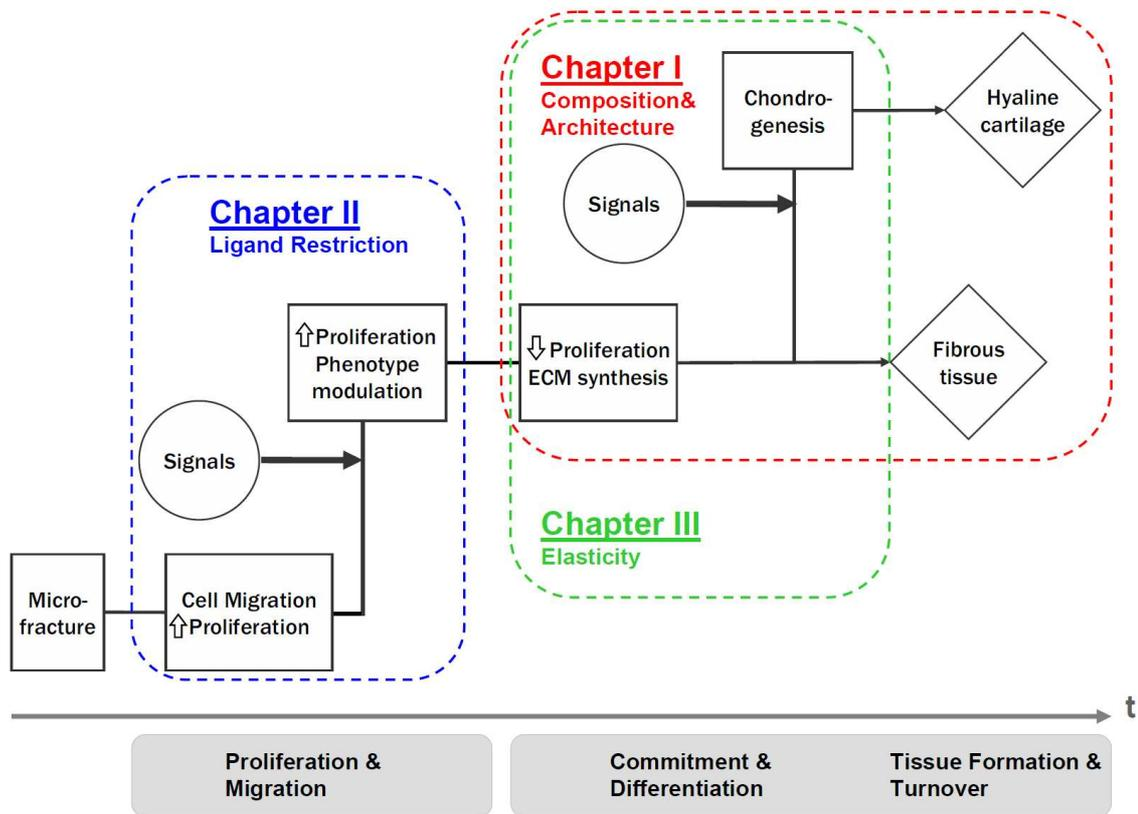 Chapter I
Composition&
Architecture
Chondro-
genesis
Hyaline
cartilage
Signals
Chapter II
Ligand Restriction
⇧Proliferation
Phenotype
modulation
⇩ Proliferation
ECM synthesis
Fibrous
tissue
Signals
Chapter III
Elasticity
Micro-
fracture
Cell Migration
⇧Proliferation
t
Proliferation &
Migration
Commitment &
Differentiation
Tissue Formation &
Turnover